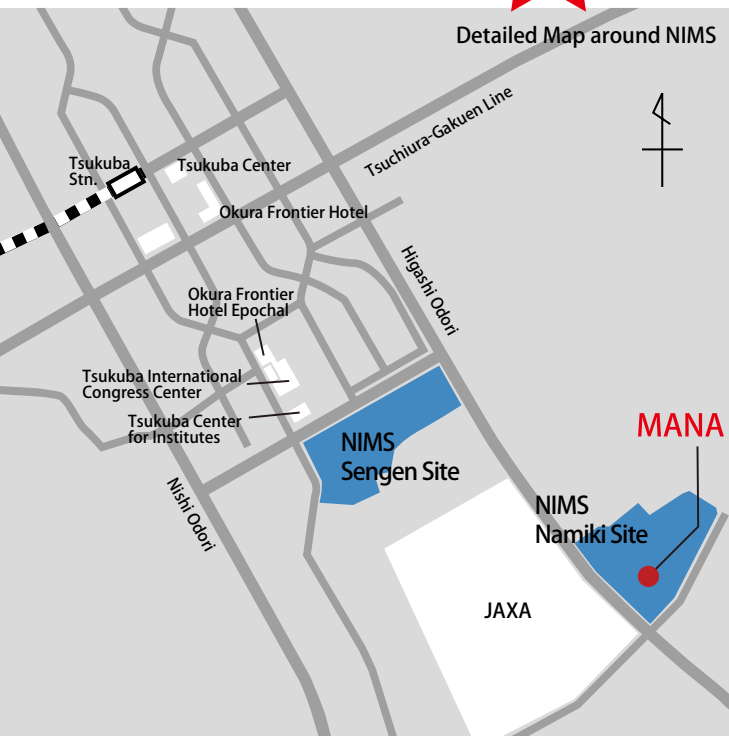 Detailed Map around NIMS
Tsuchiura-Gakuen Line
Tsukuba
Stn.
Tsukuba Center
Okura Frontier Hotel
Higashi Odori
Okura Frontier
Hotel Epochal
Tsukuba International
Congress Center
Tsukuba Center
for Institutes
NIMS
Sengen Site
MANA
Nishi Odori
NIMS
Namiki Site
JAXA